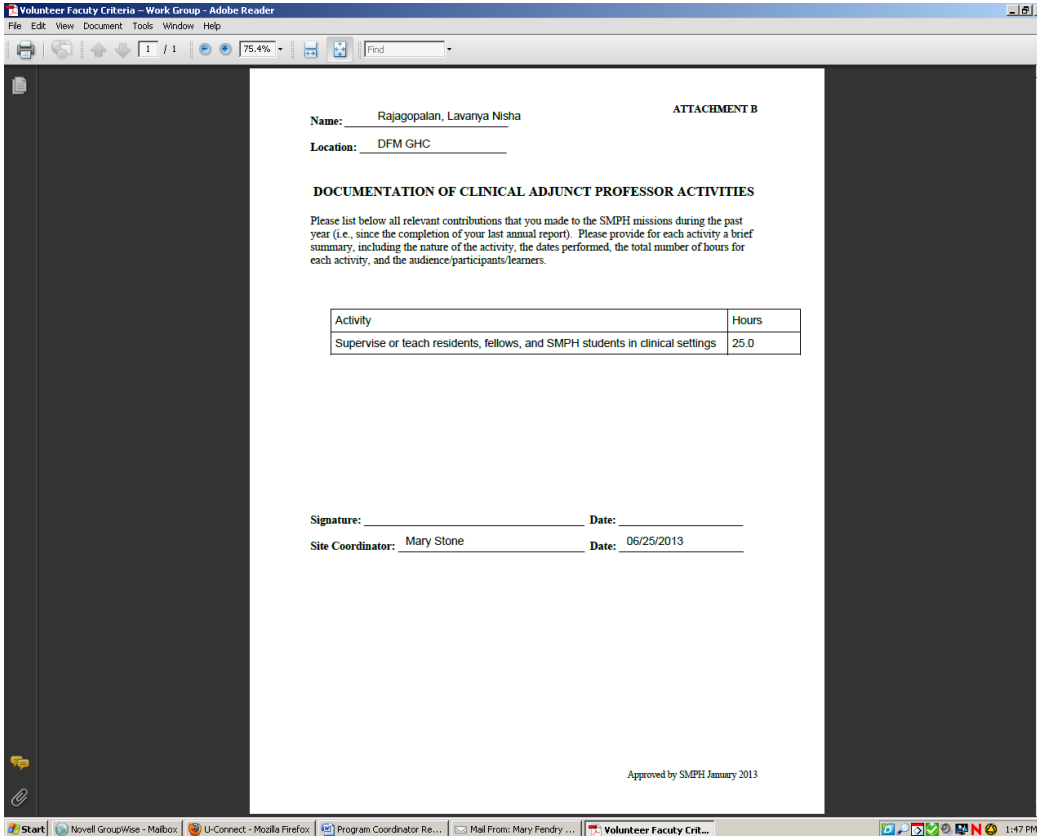 Volunteer Facuty Criteria – Work Group - Adobe Reader
File Edit View Document Tools Window Help
1 / 1 75.4% Find
ATTACHMENT B
Name: Rajagopalan, Lavanya Nisha
Location: DFM GHC
DOCUMENTATION OF CLINICAL ADJUNCT PROFESSOR ACTIVITIES
Please list below all relevant contributions that you made to the SMPH missions during the past
year (i.e., since the completion of your last annual report). Please provide for each activity a brief
summary, including the nature of the activity, the dates performed, the total number of hours for
each activity, and the audience/participants/learners.
Activity Hours
Supervise or teach residents, fellows, and SMPH students in clinical settings 25.0
Signature: Date:
Site Coordinator: Mary Stone Date: 06/25/2013
Approved by SMPH January 2013
Start Novell GroupWise - Mailbox U-Connect - Mozilla Firefox Program Coordinator Re... Mail From: Mary Fendry ... Volunteer Facuty Crit... 1:47 PM